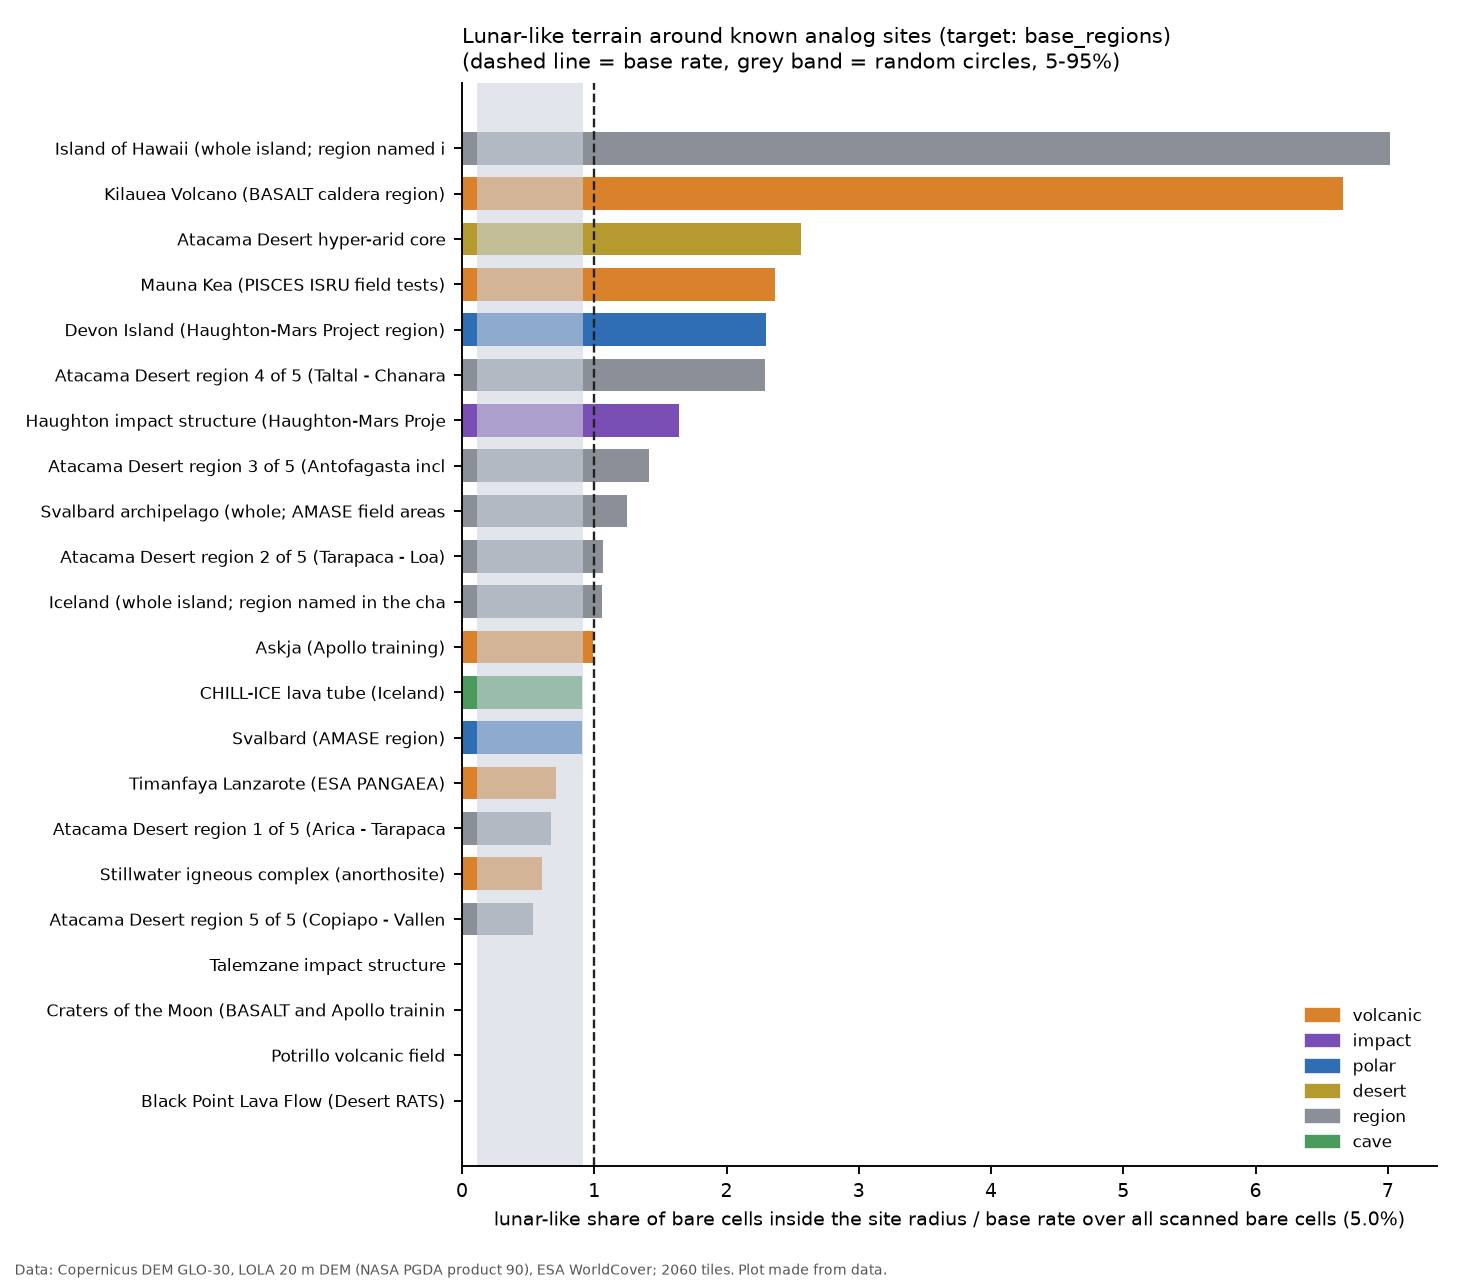 Lunar-like terrain around known analog sites (target: base_regions)
(dashed line = base rate, grey band = random circles, 5-95%)
Island of Hawaii (whole island; region named i
Kilauea Volcano (BASALT caldera region)
Atacama Desert hyper-arid core
Mauna Kea (PISCES ISRU field tests)
Devon Island (Haughton-Mars Project region)
Atacama Desert region 4 of 5 (Taltal - Chanara
Haughton impact structure (Haughton-Mars Proje
Atacama Desert region 3 of 5 (Antofagasta incl
Svalbard archipelago (whole; AMASE field areas
Atacama Desert region 2 of 5 (Tarapaca - Loa)
Iceland (whole island; region named in the cha
Askja (Apollo training)
CHILL-ICE lava tube (Iceland)
Svalbard (AMASE region)
Timanfaya Lanzarote (ESA PANGAEA)
Atacama Desert region 1 of 5 (Arica - Tarapaca
Stillwater igneous complex (anorthosite)
Atacama Desert region 5 of 5 (Copiapo - Vallen
Talemzane impact structure
Craters of the Moon (BASALT and Apollo trainin
Potrillo volcanic field
Black Point Lava Flow (Desert RATS)
volcanic
impact
polar
desert
region
cave
0 1 2 3 4 5 6 7
lunar-like share of bare cells inside the site radius / base rate over all scanned bare cells (5.0%)
Data: Copernicus DEM GLO-30, LOLA 20 m DEM (NASA PGDA product 90), ESA WorldCover; 2060 tiles. Plot made from data.